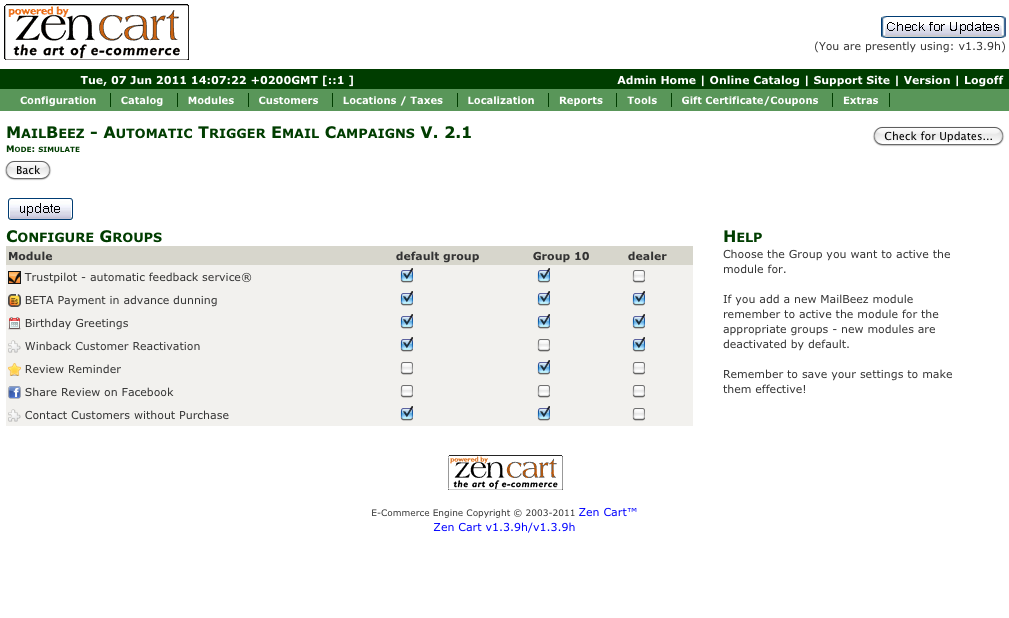 powered by
zen cart
the art of e-commerce
Check for Updates
(You are presently using: v1.3.9h)
Tue, 07 Jun 2011 14:07:22 +0200GMT [::1 ]
Admin Home | Online Catalog | Support Site | Version | Logoff
Configuration Catalog Modules Customers Locations / Taxes Localization Reports Tools Gift Certificate/Coupons Extras
MailBeez - Automatic Trigger Email Campaigns V. 2.1
Mode: simulate
Check for Updates...
Back
update
Configure Groups
Module default group Group 10 dealer
Trustpilot - automatic feedback service®
BETA Payment in advance dunning
Birthday Greetings
Winback Customer Reactivation
Review Reminder
Share Review on Facebook
Contact Customers without Purchase
Help
Choose the Group you want to active the
module for.
If you add a new MailBeez module
remember to active the module for the
appropriate groups - new modules are
deactivated by default.
Remember to save your settings to make
them effective!
powered by
zen cart
the art of e-commerce
E-Commerce Engine Copyright © 2003-2011 Zen Cart™
Zen Cart v1.3.9h/v1.3.9h